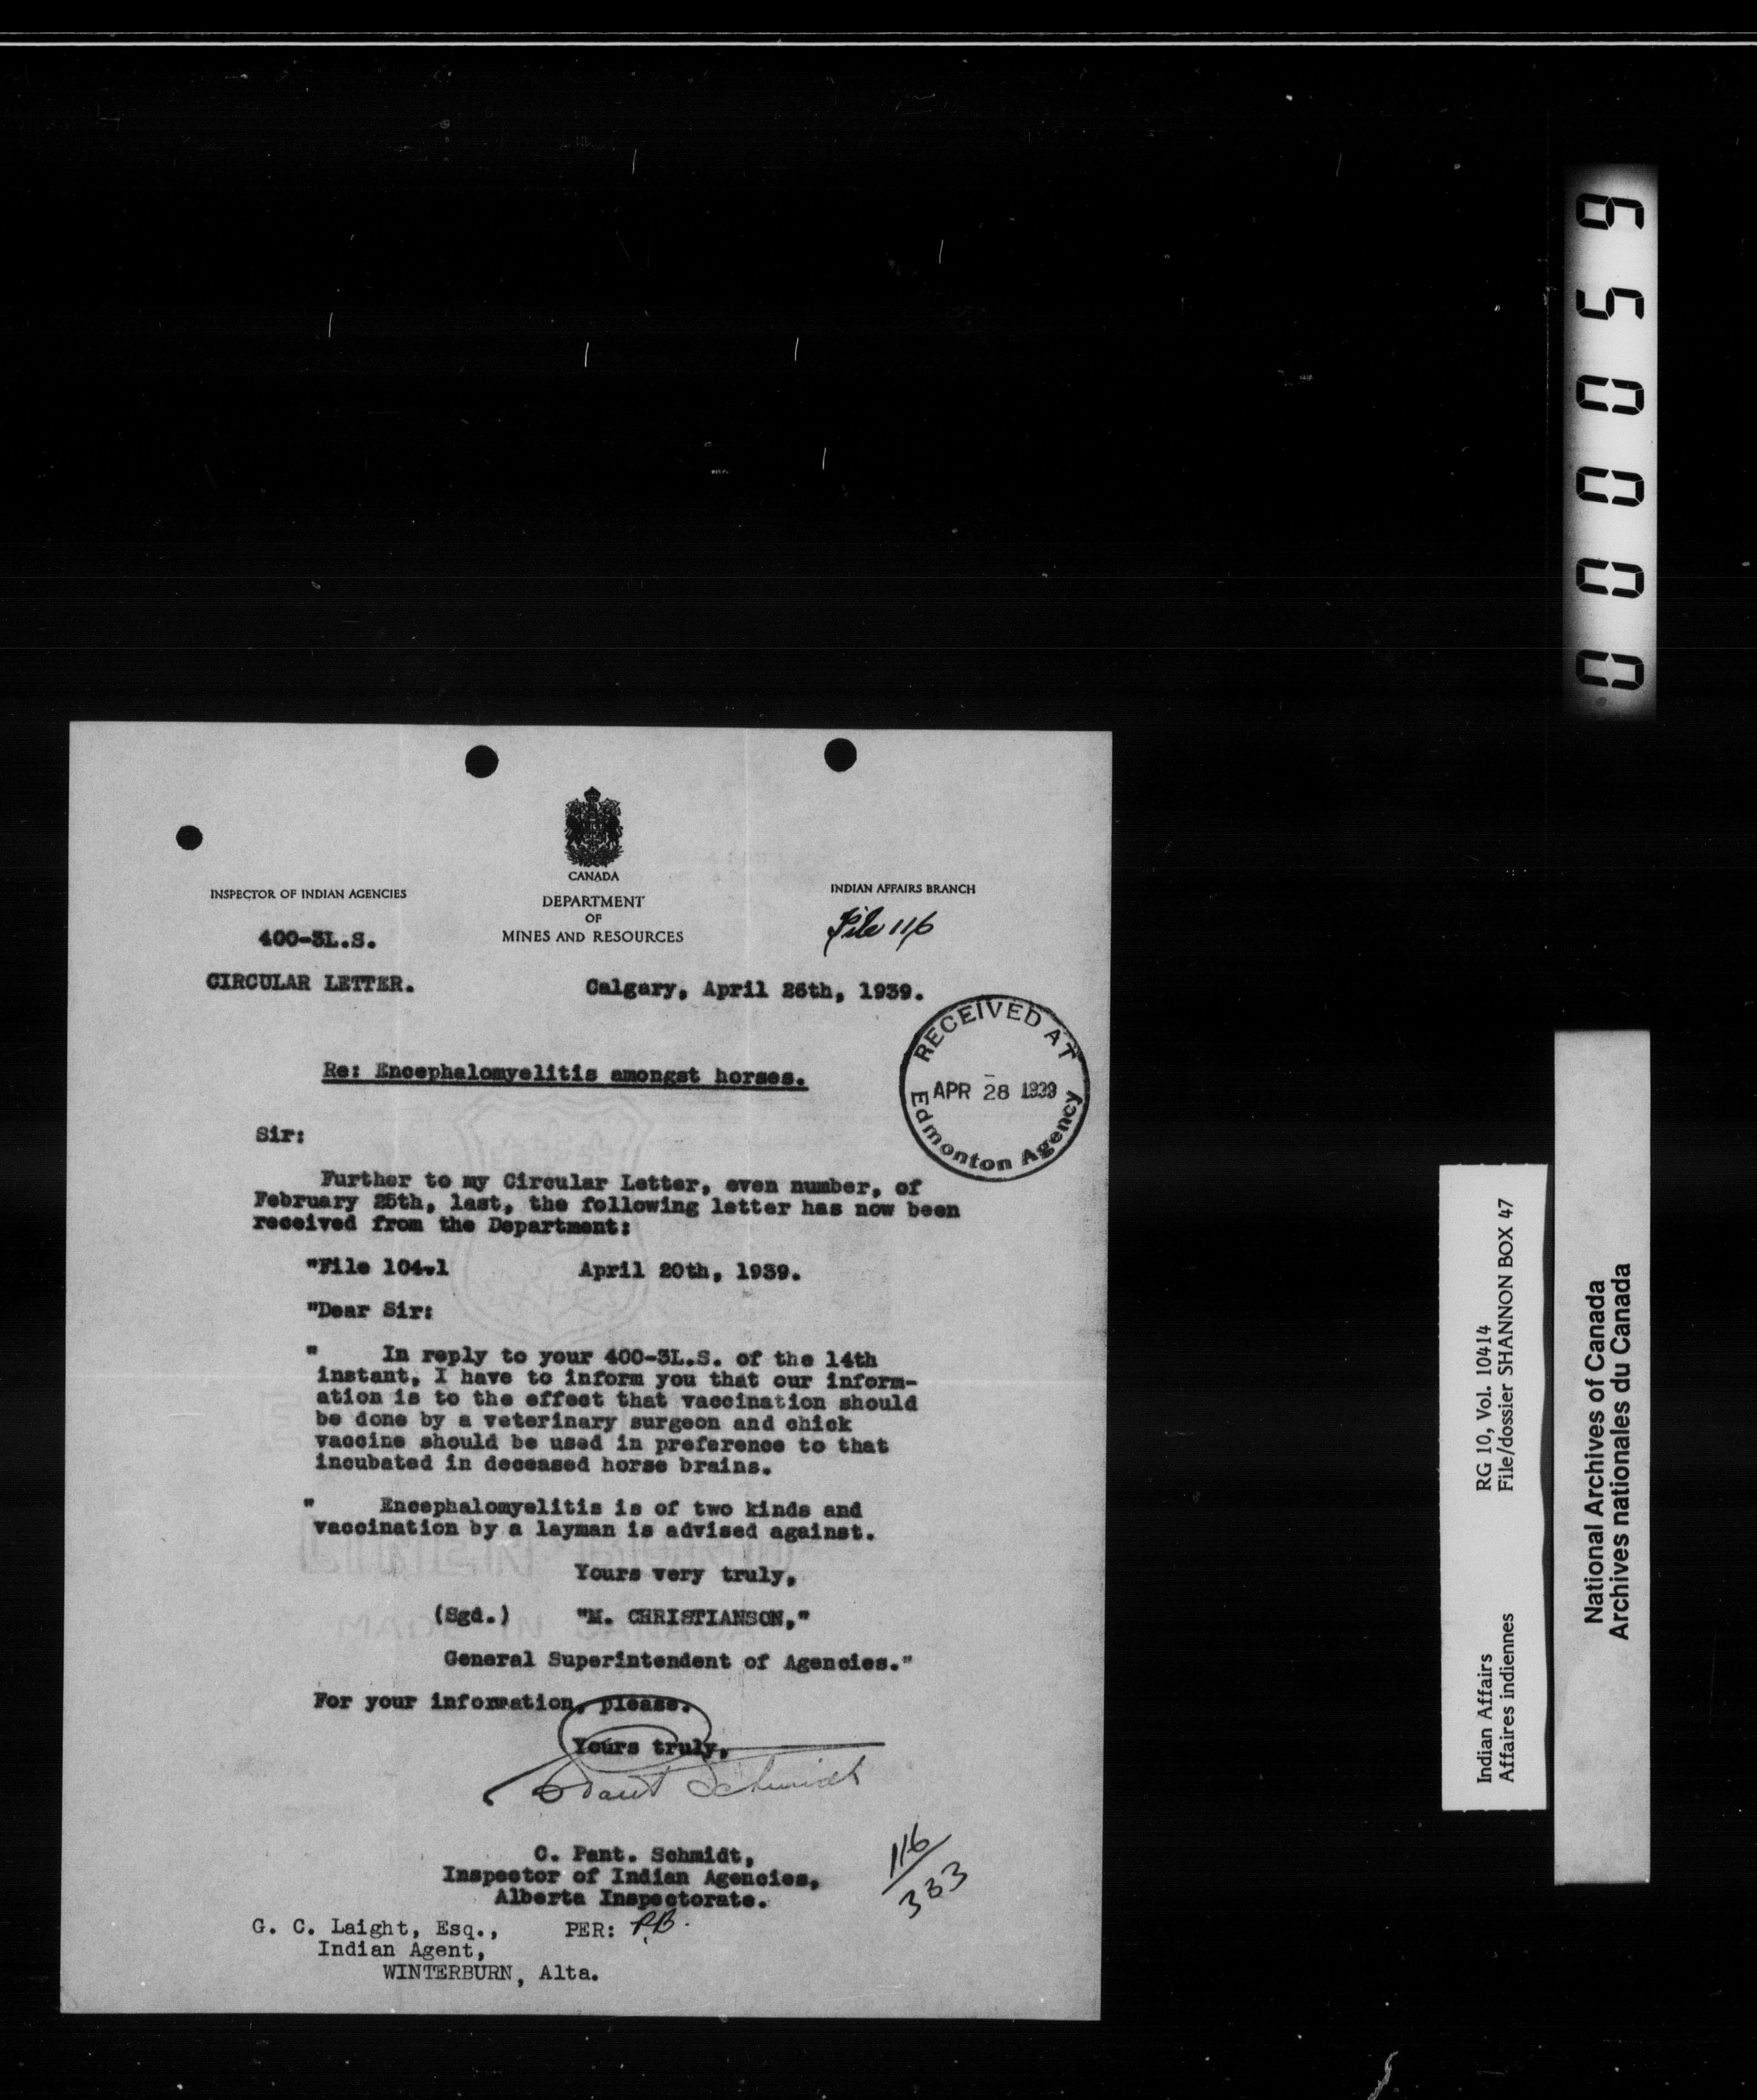 CANADA
INSPECTOR OF INDIAN AGENCIES
DEPARTMENT
OF
MINES AND RESOURCES
INDIAN AFFAIRS BRANCH
File 116
400-3L.S.
CIRCULAR LETTER.
Calgary, April 26th, 1939.
RECEIVED AT
APR 28 1939
Edmonton Agency
Re: Encephalomyelitis amongst horses.
Sir:
Further to my Circular Letter, even number, of
February 25th, last, the following letter has now been
received from the Department:
"File 104-1 April 20th, 1939.
"Dear Sir:
" In reply to your 400-3L.S. of the 14th
instant, I have to inform you that our inform-
ation is to the effect that vaccination should
be done by a veterinary surgeon and chick
vaccine should be used in preference to that
incubated in deceased horse brains.
" Encephalomyelitis is of two kinds and
vaccination by a layman is advised against.
Yours very truly,
(Sgd.) "M. CHRISTIANSON,"
General Superintendent of Agencies."
For your information, please.
Yours truly,
C. Pant. Schmidt,
Inspector of Indian Agencies,
Alberta Inspectorate.
116
333
G. C. Laight, Esq., PER: PB.
Indian Agent,
WINTERBURN, Alta.
000059
Indian Affairs RG 10, Vol. 10414
Affaires indiennes File/dossier SHANNON BOX 47
National Archives of Canada
Archives nationales du Canada